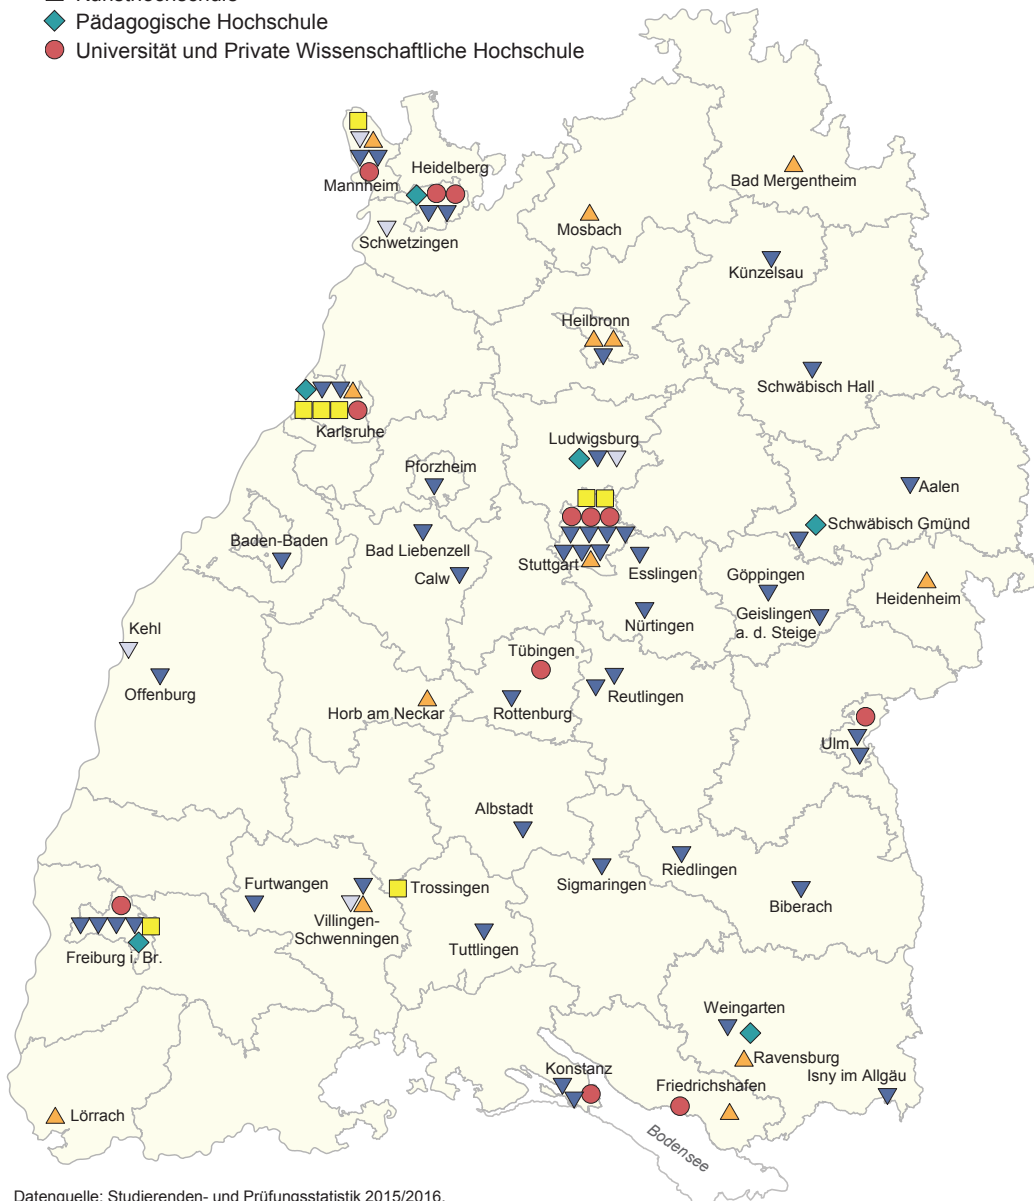 Kunsthochschule
Pädagogische Hochschule
Universität und Private Wissenschaftliche Hochschule
Mannheim
Heidelberg
Schwetzingen
Mosbach
Bad Mergentheim
Künzelsau
Heilbronn
Schwäbisch Hall
Karlsruhe
Ludwigsburg
Pforzheim
Aalen
Schwäbisch Gmünd
Baden-Baden
Bad Liebenzell
Calw
Stuttgart
Esslingen
Göppingen
Geislingen
a. d. Steige
Heidenheim
Nürtingen
Kehl
Offenburg
Tübingen
Rottenburg
Reutlingen
Horb am Neckar
Ulm
Albstadt
Sigmaringen
Riedlingen
Biberach
Furtwangen
Villingen-
Schwenningen
Trossingen
Tuttlingen
Freiburg i. Br.
Weingarten
Ravensburg
Isny im Allgäu
Konstanz
Friedrichshafen
Bodensee
Lörrach
Datenquelle: Studierenden- und Prüfungsstatistik 2015/2016.